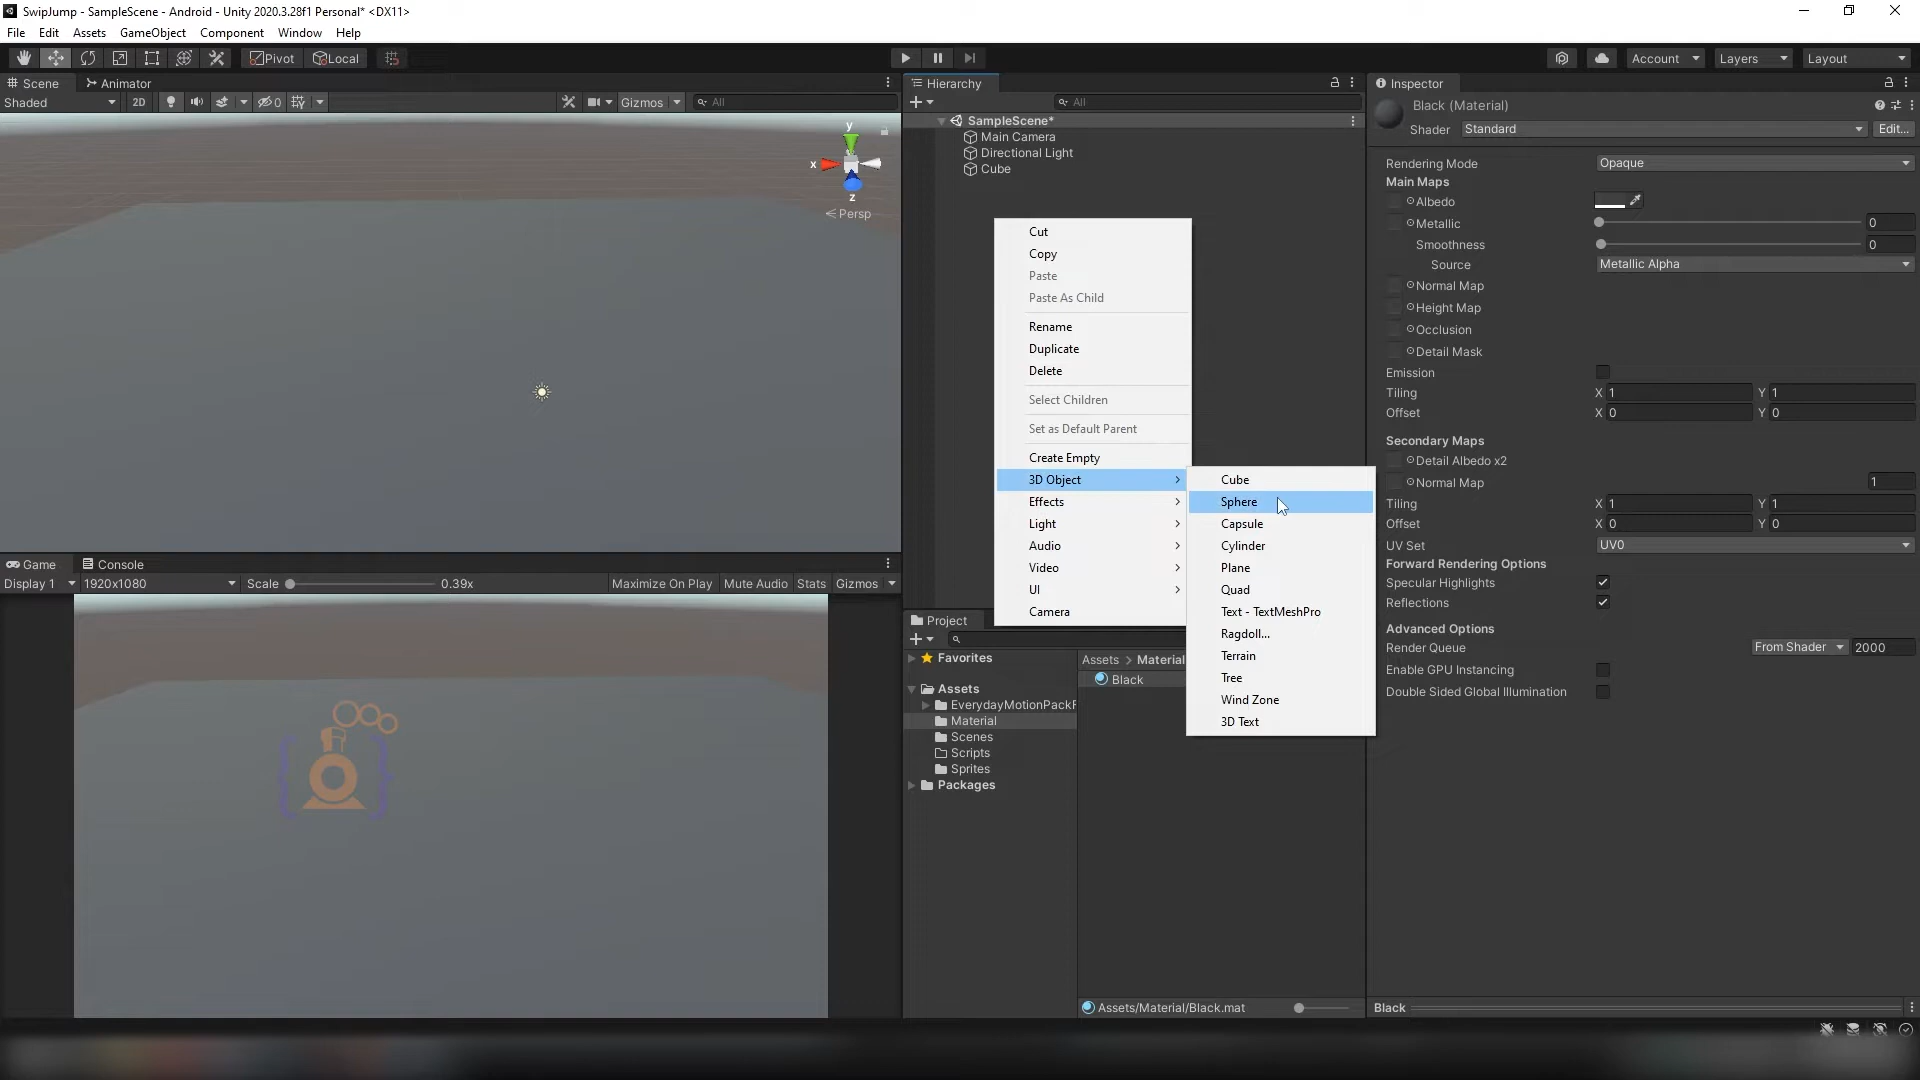 SwipJump - SampleScene - Android - Unity 2020.3.28f1 Personal* <DX11>
File Edit Assets GameObject Component Window Help
Pivot Local Account Layers Layout
Scene Animator
Shaded 2D Gizmos All
y
x
z
Persp
Game Console
Display 1 1920x1080 Scale 0.39x Maximize On Play Mute Audio Stats Gizmos
Hierarchy
All
SampleScene*
Main Camera
Directional Light
Cube
Cut
Copy
Paste
Paste As Child
Rename
Duplicate
Delete
Select Children
Set as Default Parent
Create Empty
3D Object
Effects
Light
Audio
Video
UI
Camera
Cube
Sphere
Capsule
Cylinder
Plane
Quad
Text - TextMeshPro
Ragdoll...
Terrain
Tree
Wind Zone
3D Text
Project
Favorites
Assets
EverydayMotionPackF
Material
Scenes
Scripts
Sprites
Packages
Assets > Material
Black
Assets/Material/Black.mat
Inspector
Black (Material)
Shader Standard Edit...
Rendering Mode Opaque
Main Maps
Albedo
Metallic 0
Smoothness 0
Source Metallic Alpha
Normal Map
Height Map
Occlusion
Detail Mask
Emission
Tiling X 1 Y 1
Offset X 0 Y 0
Secondary Maps
Detail Albedo x2
Normal Map 1
Tiling X 1 Y 1
Offset X 0 Y 0
UV Set UV0
Forward Rendering Options
Specular Highlights
Reflections
Advanced Options
Render Queue From Shader 2000
Enable GPU Instancing
Double Sided Global Illumination
Black